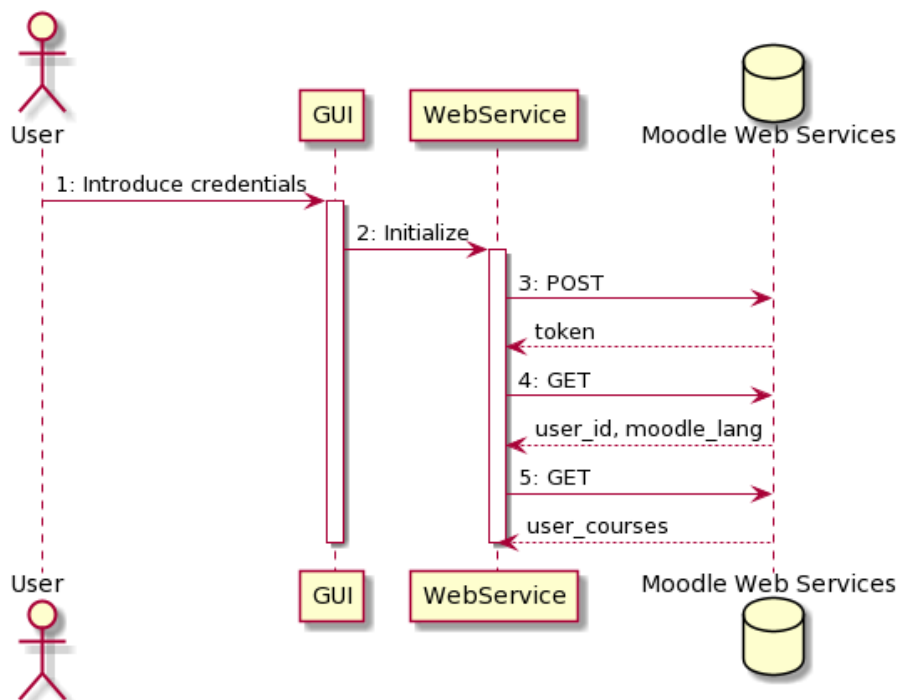 User
GUI
WebService
Moodle Web Services
1: Introduce credentials
2: Initialize
3: POST
token
4: GET
user_id, moodle_lang
5: GET
user_courses
User
GUI
WebService
Moodle Web Services